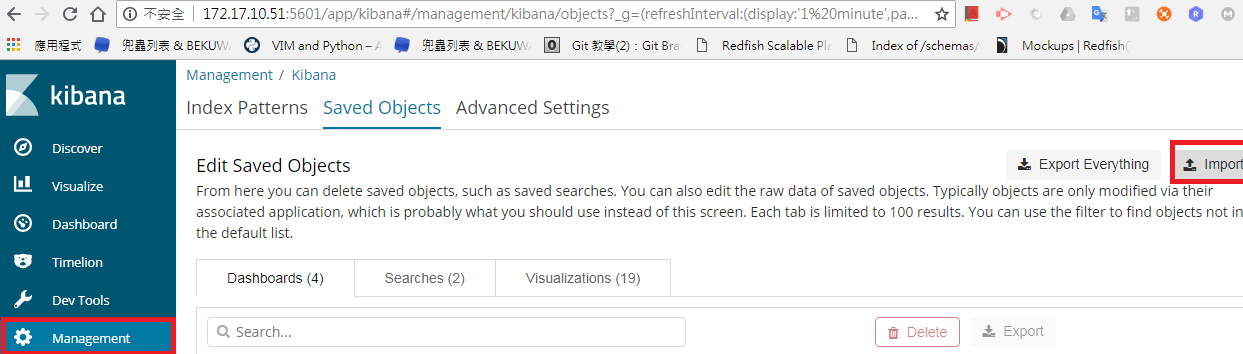 不安全 172.17.10.51:5601/app/kibana#/management/kibana/objects?_g=(refreshInterval:(display:'1%20minute',pa...
應用程式 兜蟲列表 & BEKUWA VIM and Python – A 兜蟲列表 & BEKUWA Git 教學(2) : Git Bra Redfish Scalable Pla Index of /schemas/ Mockups | Redfish(
kibana
Discover
Visualize
Dashboard
Timelion
Dev Tools
Management
Management / Kibana
Index Patterns Saved Objects Advanced Settings
Edit Saved Objects
Export Everything Import
From here you can delete saved objects, such as saved searches. You can also edit the raw data of saved objects. Typically objects are only modified via their
associated application, which is probably what you should use instead of this screen. Each tab is limited to 100 results. You can use the filter to find objects not in
the default list.
Dashboards (4) Searches (2) Visualizations (19)
Search... Delete Export